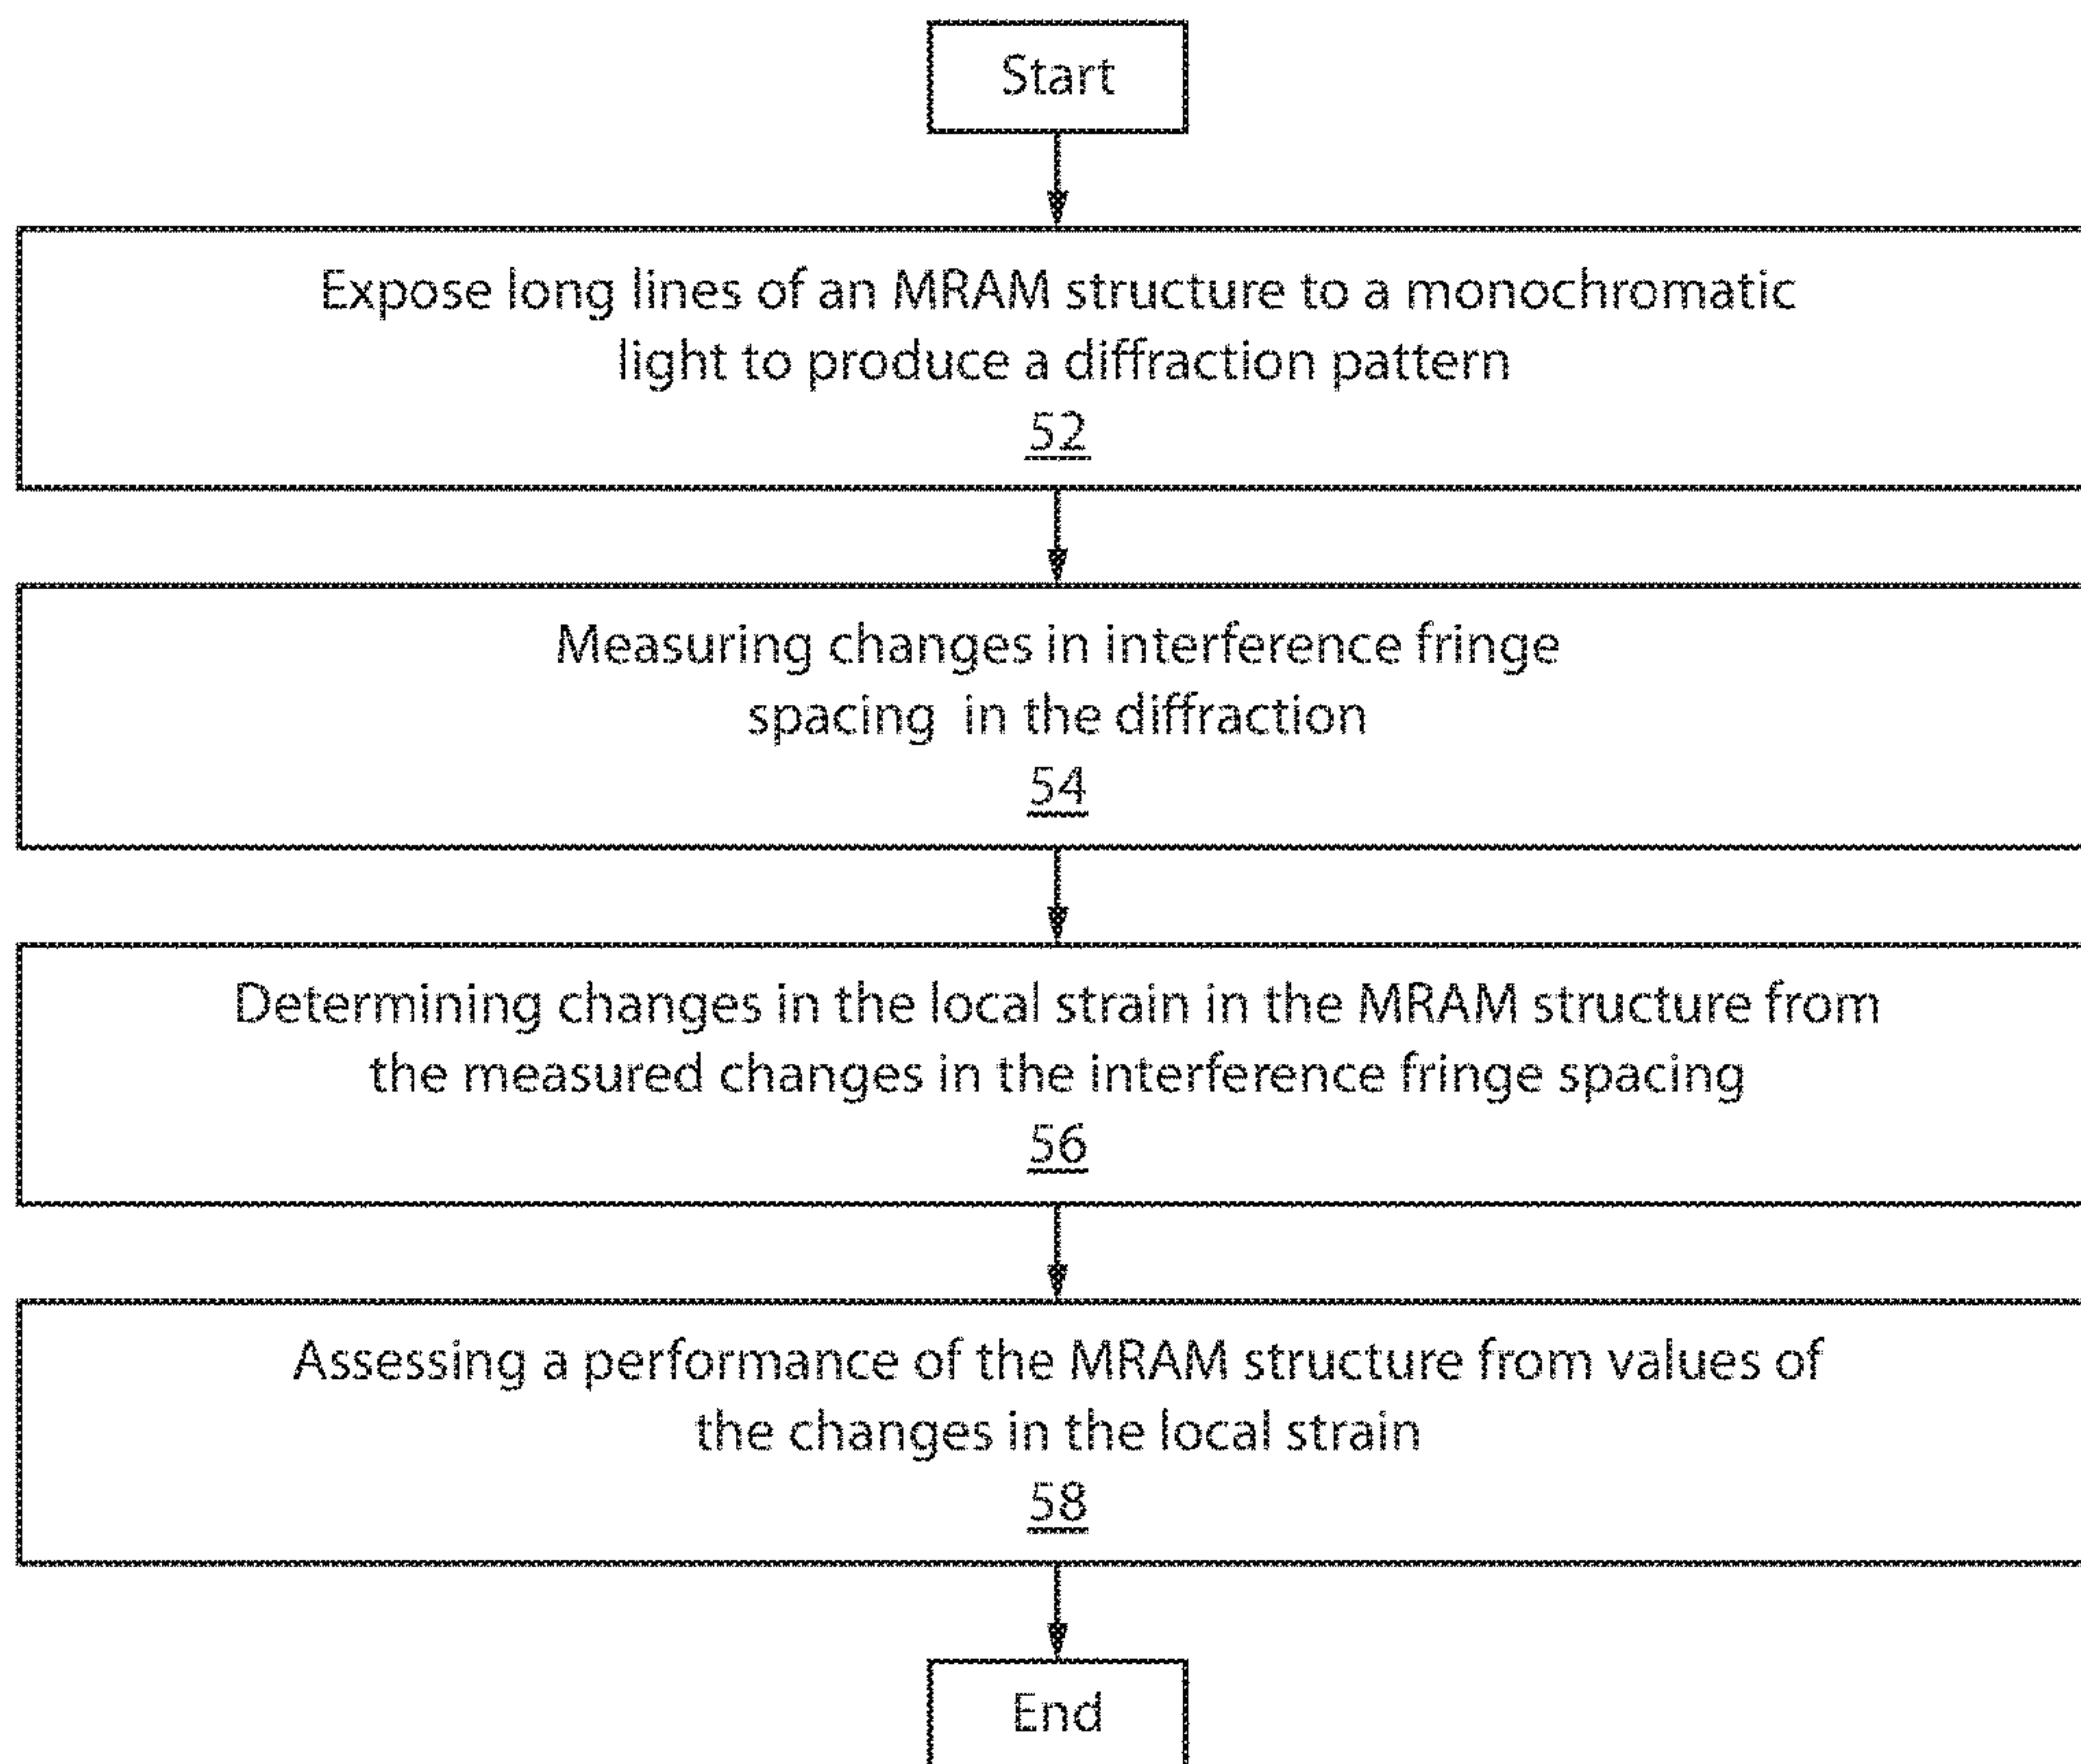 Start
Expose long lines of an MRAM structure to a monochromatic
light to produce a diffraction pattern
52
Measuring changes in interference fringe
spacing in the diffraction
54
Determining changes in the local strain in the MRAM structure from
the measured changes in the interference fringe spacing
56
Assessing a performance of the MRAM structure from values of
the changes in the local strain
58
End